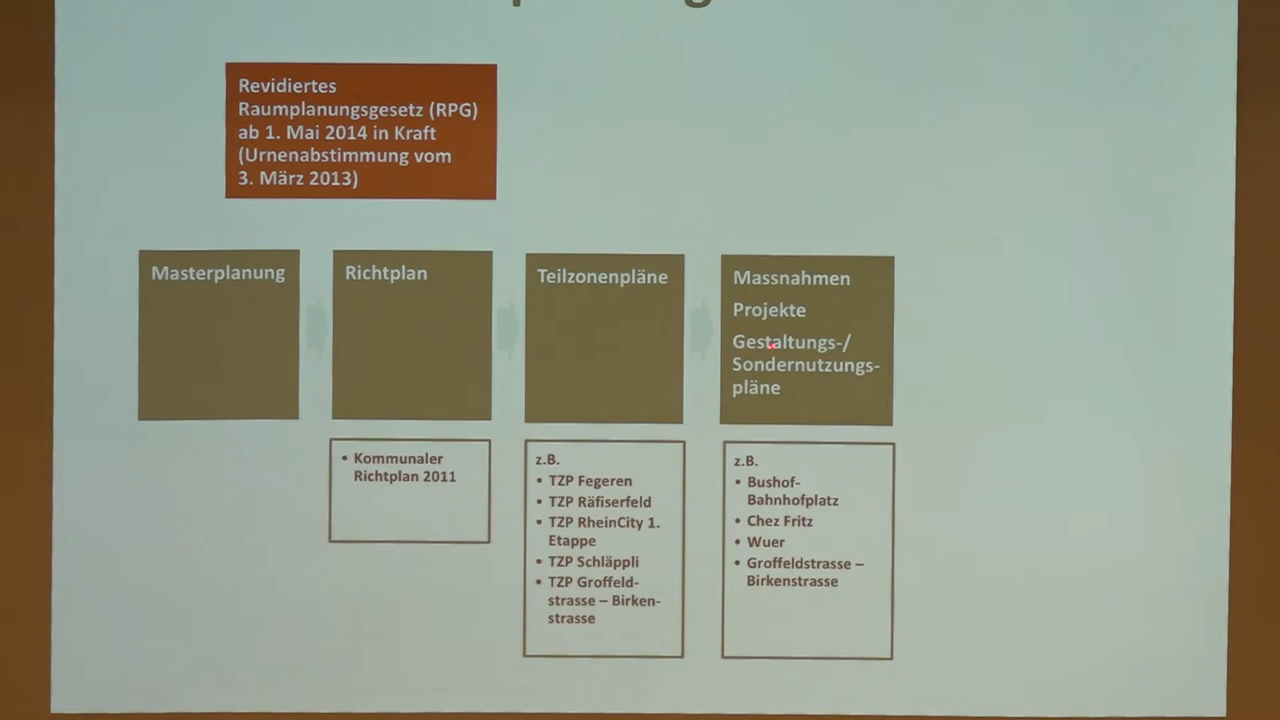 Revidiertes
Raumplanungsgesetz (RPG)
ab 1. Mai 2014 in Kraft
(Urnenabstimmung vom
3. März 2013)
Masterplanung
Richtplan
Teilzonenpläne
Massnahmen
Projekte
Gestaltungs-/
Sondernutzungs-
pläne
• Kommunaler
Richtplan 2011
z.B.
• TZP Fegeren
• TZP Räfiserfeld
• TZP RheinCity 1.
Etappe
• TZP Schläppli
• TZP Groffeld-
strasse – Birken-
strasse
z.B.
• Bushof-
Bahnhofplatz
• Chez Fritz
• Wuer
• Groffeldstrasse –
Birkenstrasse